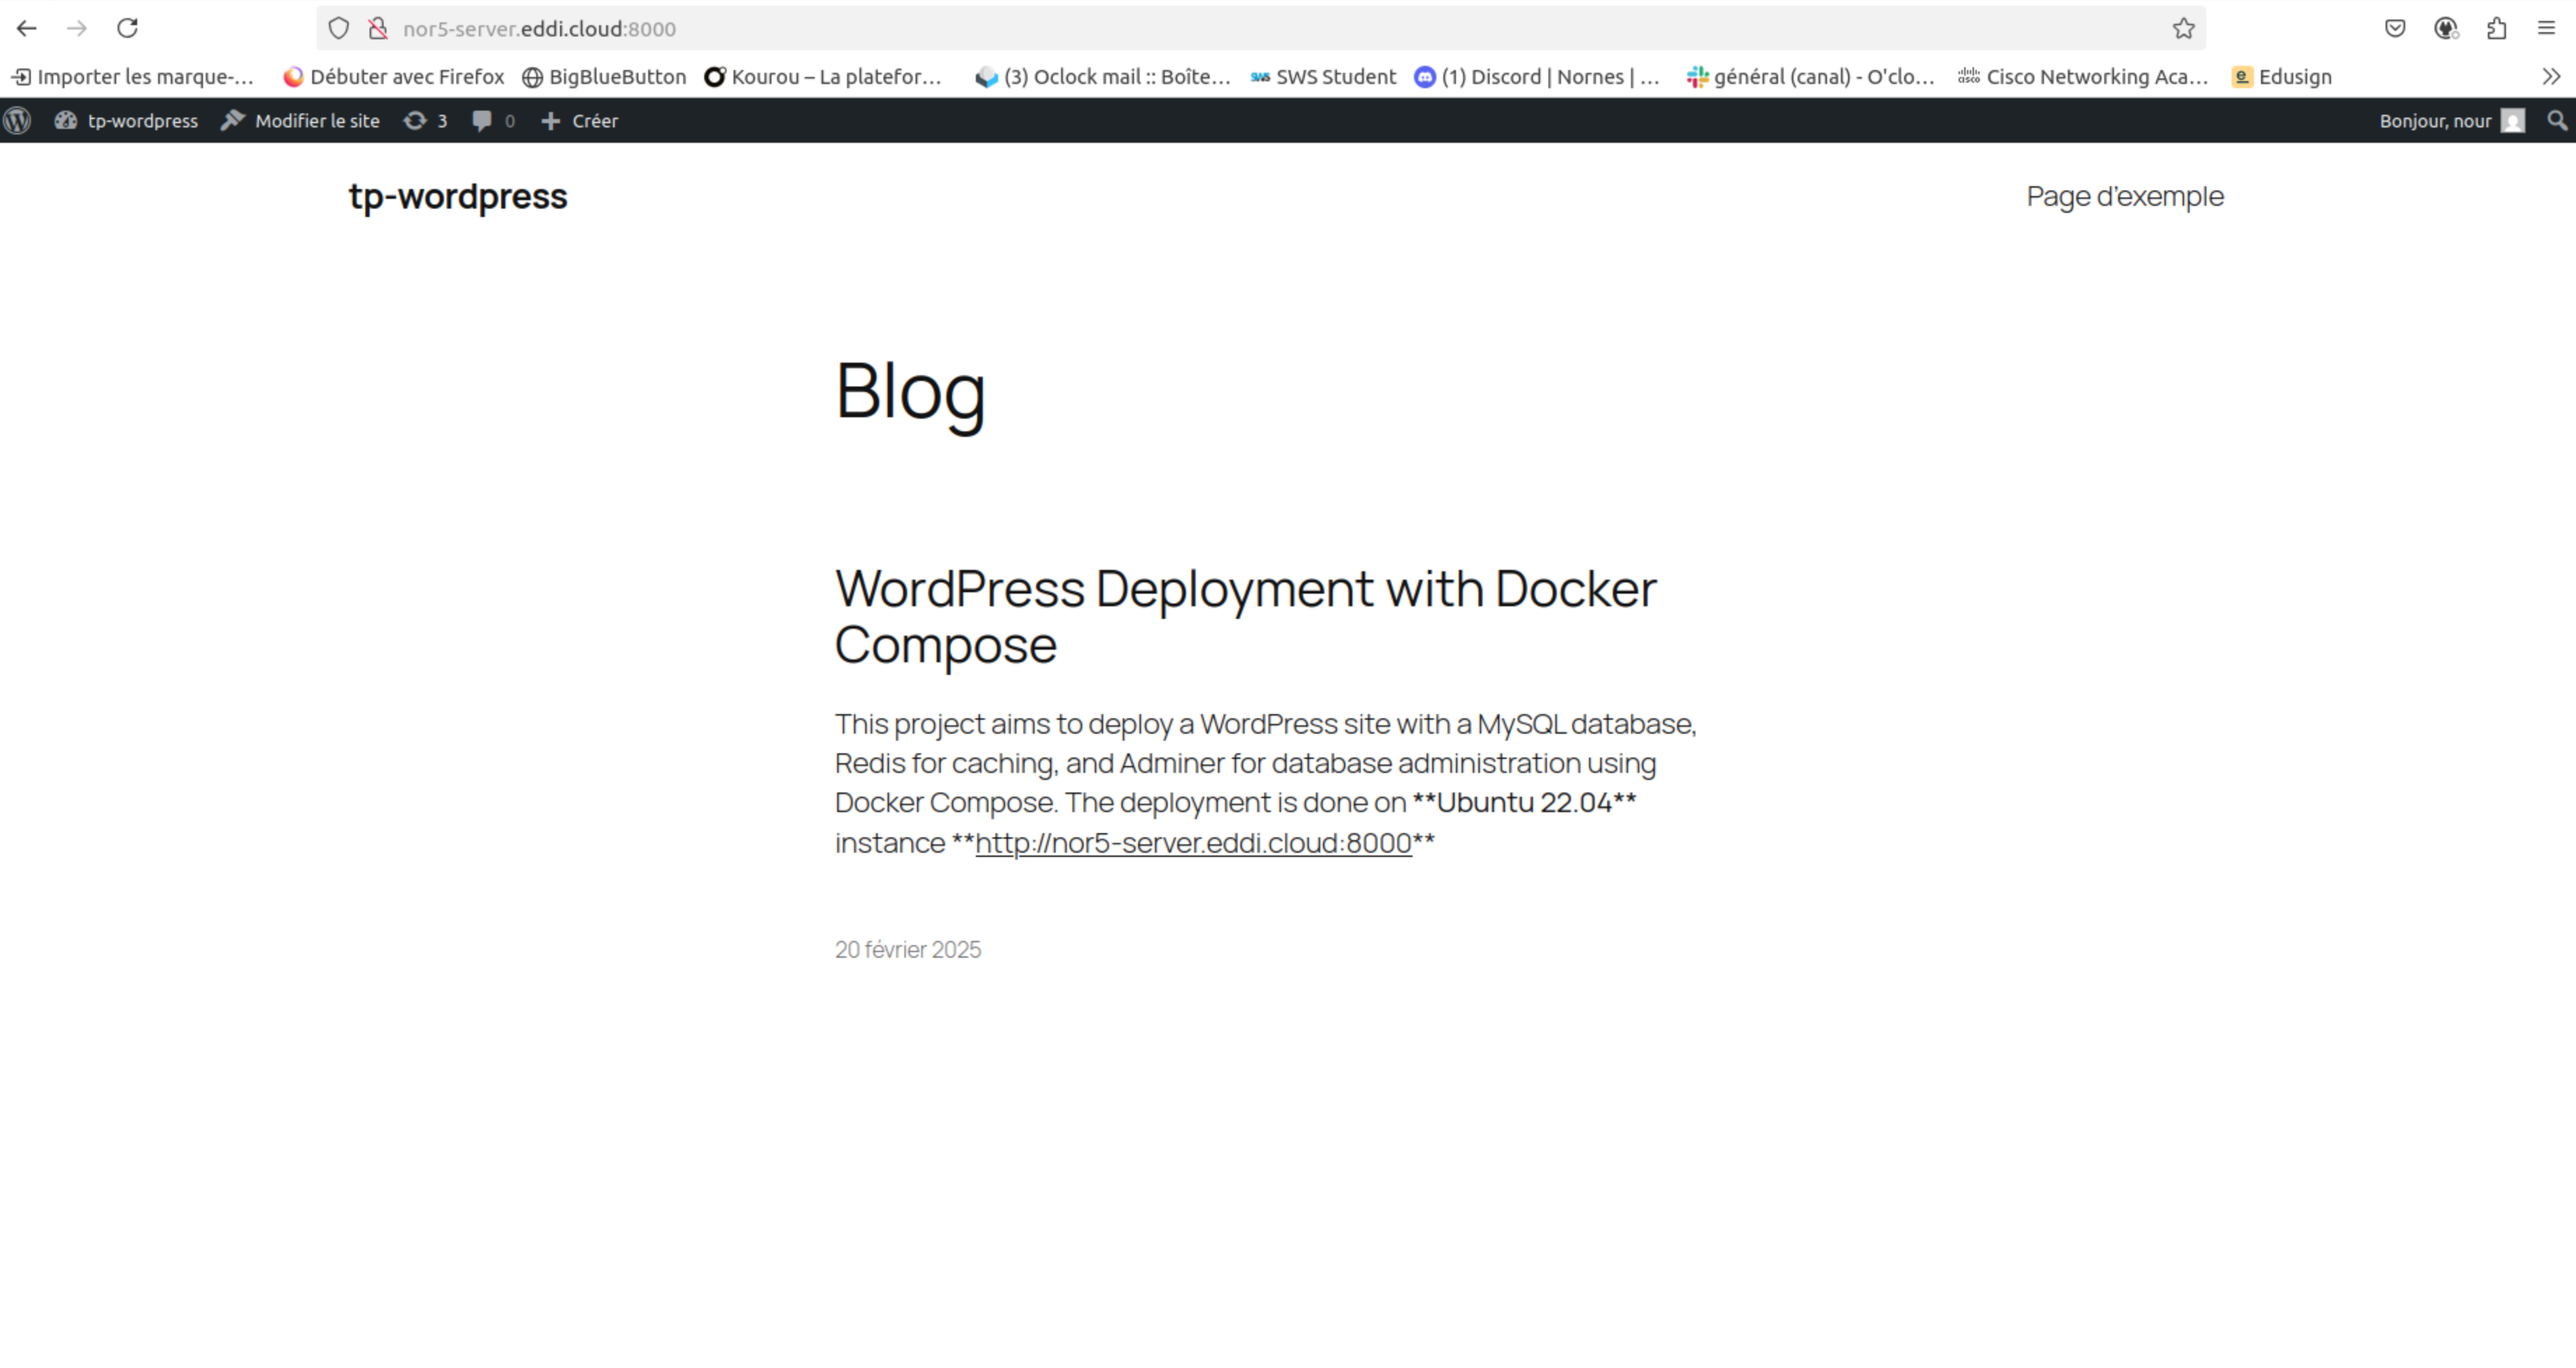 nor5-server.eddi.cloud:8000
Importer les marque-… Débuter avec Firefox BigBlueButton Kourou – La platefor… (3) Oclock mail :: Boîte… SWS SWS Student (1) Discord | Nornes | … général (canal) - O'clo… cisco Cisco Networking Aca… e Edusign
tp-wordpress Modifier le site 3 0 Créer Bonjour, nour
tp-wordpress Page d’exemple
Blog
WordPress Deployment with Docker
Compose
This project aims to deploy a WordPress site with a MySQL database,
Redis for caching, and Adminer for database administration using
Docker Compose. The deployment is done on **Ubuntu 22.04**
instance **http://nor5-server.eddi.cloud:8000**
20 février 2025